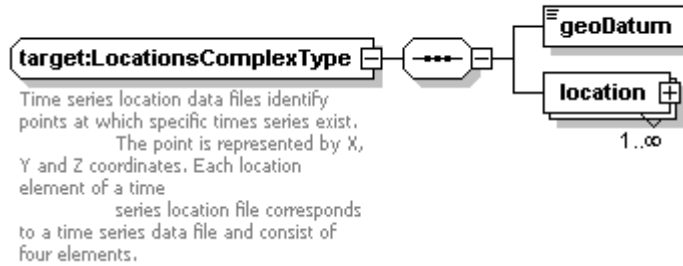 geoDatum
target:LocationsComplexType
location
1..∞
Time series location data files identify
points at which specific times series exist.
The point is represented by X,
Y and Z coordinates. Each location
element of a time
series location file corresponds
to a time series data file and consist of
four elements.